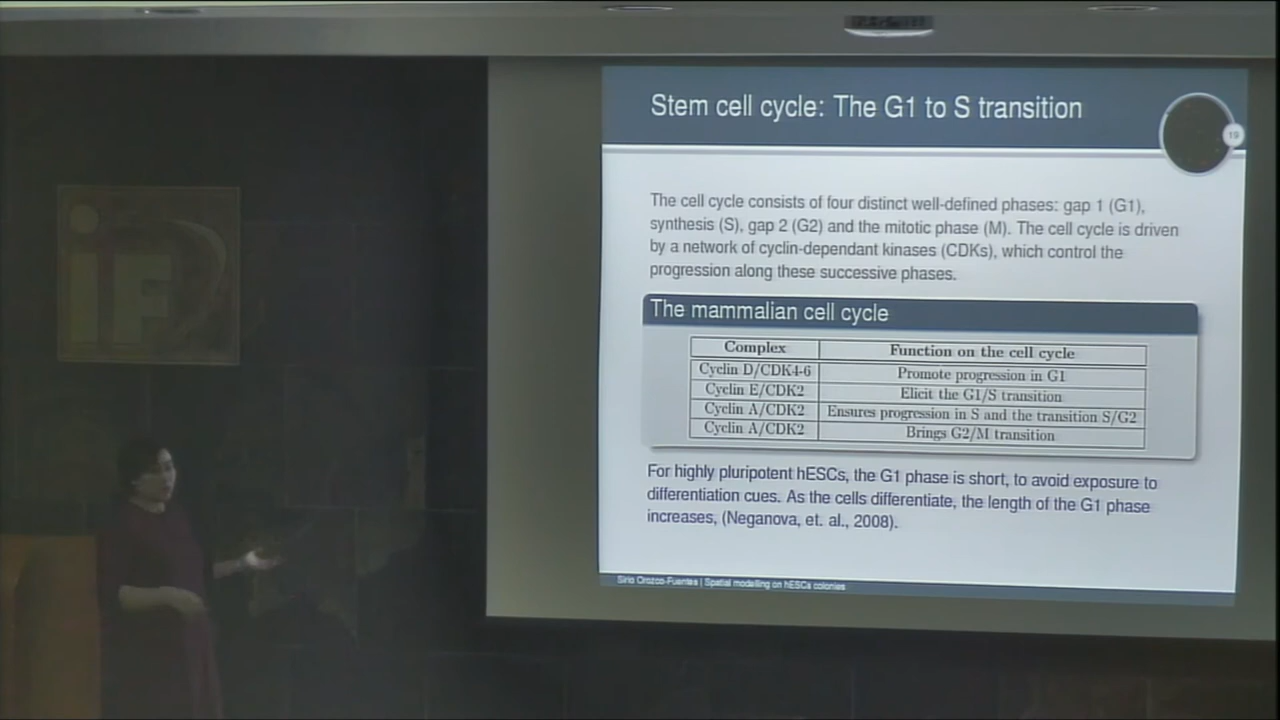 Stem cell cycle: The G1 to S transition
19
The cell cycle consists of four distinct well-defined phases: gap 1 (G1),
synthesis (S), gap 2 (G2) and the mitotic phase (M). The cell cycle is driven
by a network of cyclin-dependant kinases (CDKs), which control the
progression along these successive phases.
The mammalian cell cycle
Complex Function on the cell cycle
Cyclin D/CDK4-6 Promote progression in G1
Cyclin E/CDK2 Elicit the G1/S transition
Cyclin A/CDK2 Ensures progression in S and the transition S/G2
Cyclin A/CDK2 Brings G2/M transition
For highly pluripotent hESCs, the G1 phase is short, to avoid exposure to
differentiation cues. As the cells differentiate, the length of the G1 phase
increases, (Neganova, et. al., 2008).
Sirio Orozco-Fuentes | Spatial modelling on hESCs colonies
iF